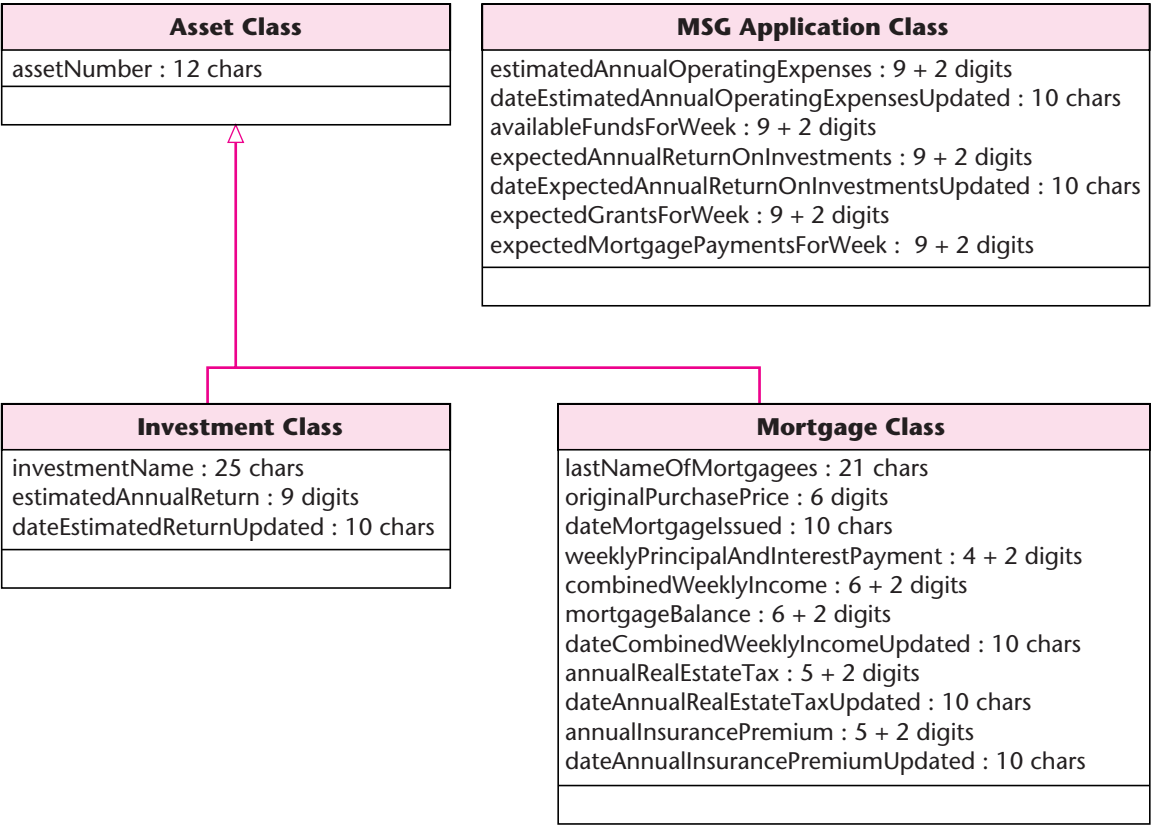 Asset Class
assetNumber : 12 chars
MSG Application Class
estimatedAnnualOperatingExpenses : 9 + 2 digits
dateEstimatedAnnualOperatingExpensesUpdated : 10 chars
availableFundsForWeek : 9 + 2 digits
expectedAnnualReturnOnInvestments : 9 + 2 digits
dateExpectedAnnualReturnOnInvestmentsUpdated : 10 chars
expectedGrantsForWeek : 9 + 2 digits
expectedMortgagePaymentsForWeek : 9 + 2 digits
Investment Class
investmentName : 25 chars
estimatedAnnualReturn : 9 digits
dateEstimatedReturnUpdated : 10 chars
Mortgage Class
lastNameOfMortgagees : 21 chars
originalPurchasePrice : 6 digits
dateMortgageIssued : 10 chars
weeklyPrincipalAndInterestPayment : 4 + 2 digits
combinedWeeklyIncome : 6 + 2 digits
mortgageBalance : 6 + 2 digits
dateCombinedWeeklyIncomeUpdated : 10 chars
annualRealEstateTax : 5 + 2 digits
dateAnnualRealEstateTaxUpdated : 10 chars
annualInsurancePremium : 5 + 2 digits
dateAnnualInsurancePremiumUpdated : 10 chars